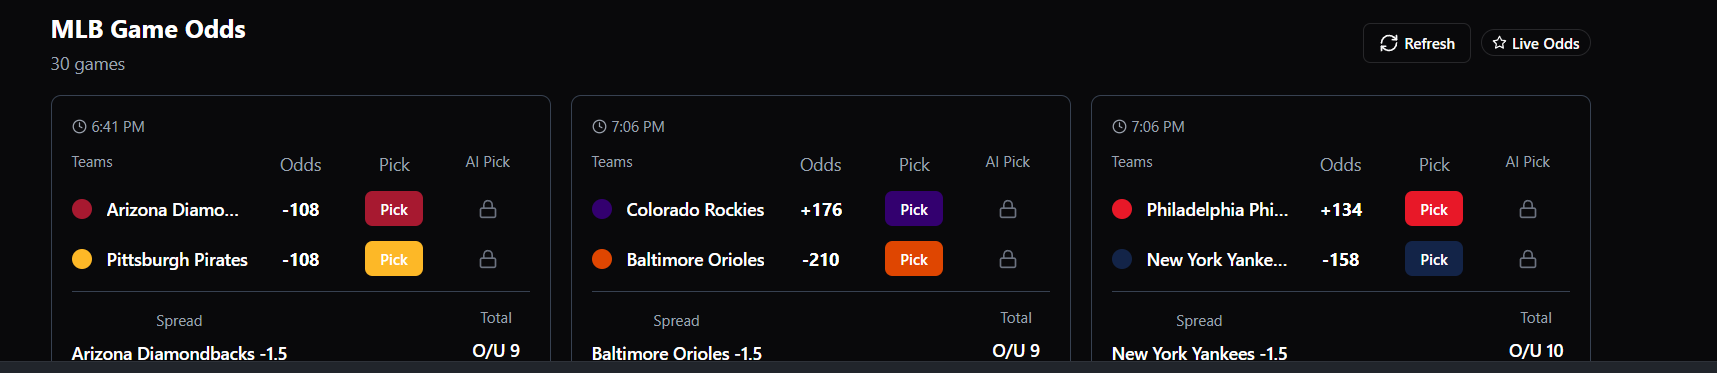 MLB Game Odds
30 games
Refresh
Live Odds
6:41 PM
Teams Odds Pick AI Pick
Arizona Diamo... -108 Pick
Pittsburgh Pirates -108 Pick
Spread Total
Arizona Diamondbacks -1.5 O/U 9
7:06 PM
Teams Odds Pick AI Pick
Colorado Rockies +176 Pick
Baltimore Orioles -210 Pick
Spread Total
Baltimore Orioles -1.5 O/U 9
7:06 PM
Teams Odds Pick AI Pick
Philadelphia Phi... +134 Pick
New York Yanke... -158 Pick
Spread Total
New York Yankees -1.5 O/U 10